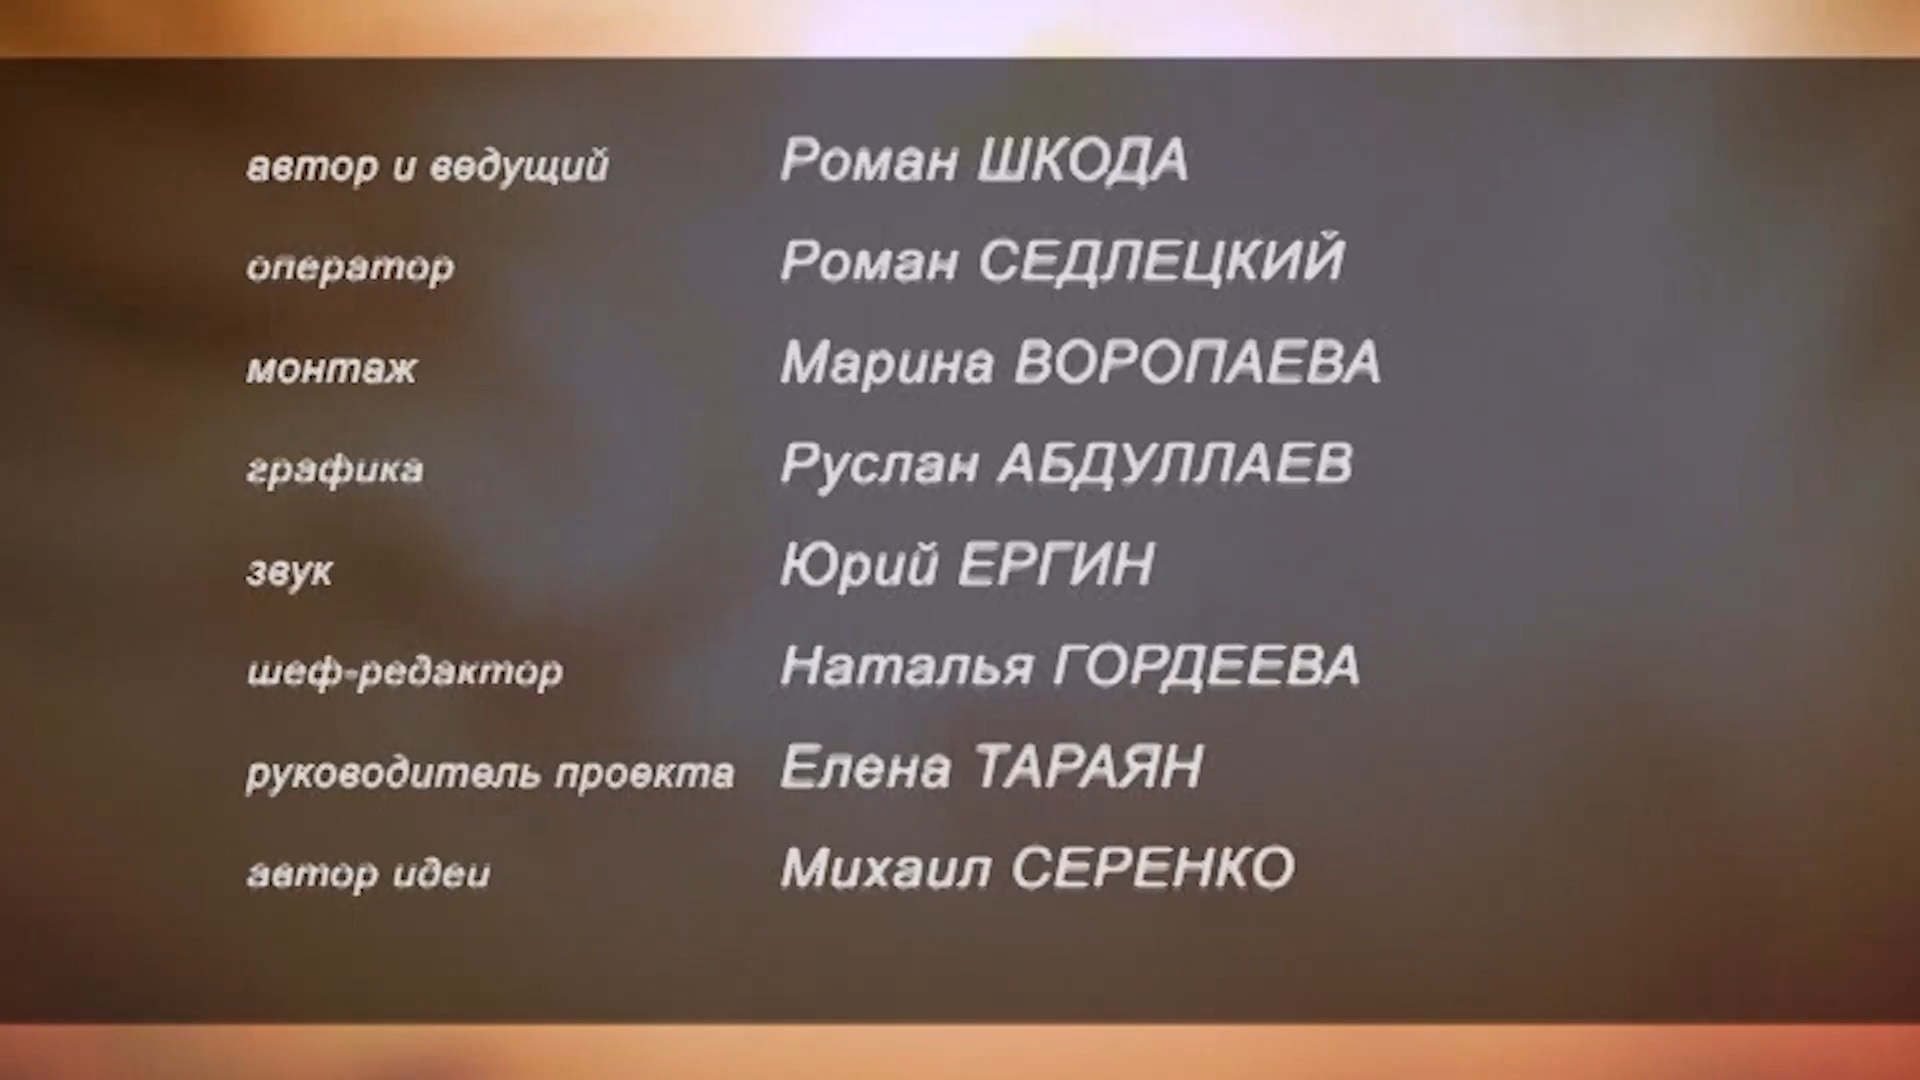 автор и ведущий Роман ШКОДА
оператор Роман СЕДЛЕЦКИЙ
монтаж Марина ВОРОПАЕВА
графика Руслан АБДУЛЛАЕВ
звук Юрий ЕРГИН
шеф-редактор Наталья ГОРДЕЕВА
руководитель проекта Елена ТАРАЯН
автор идеи Михаил СЕРЕНКО